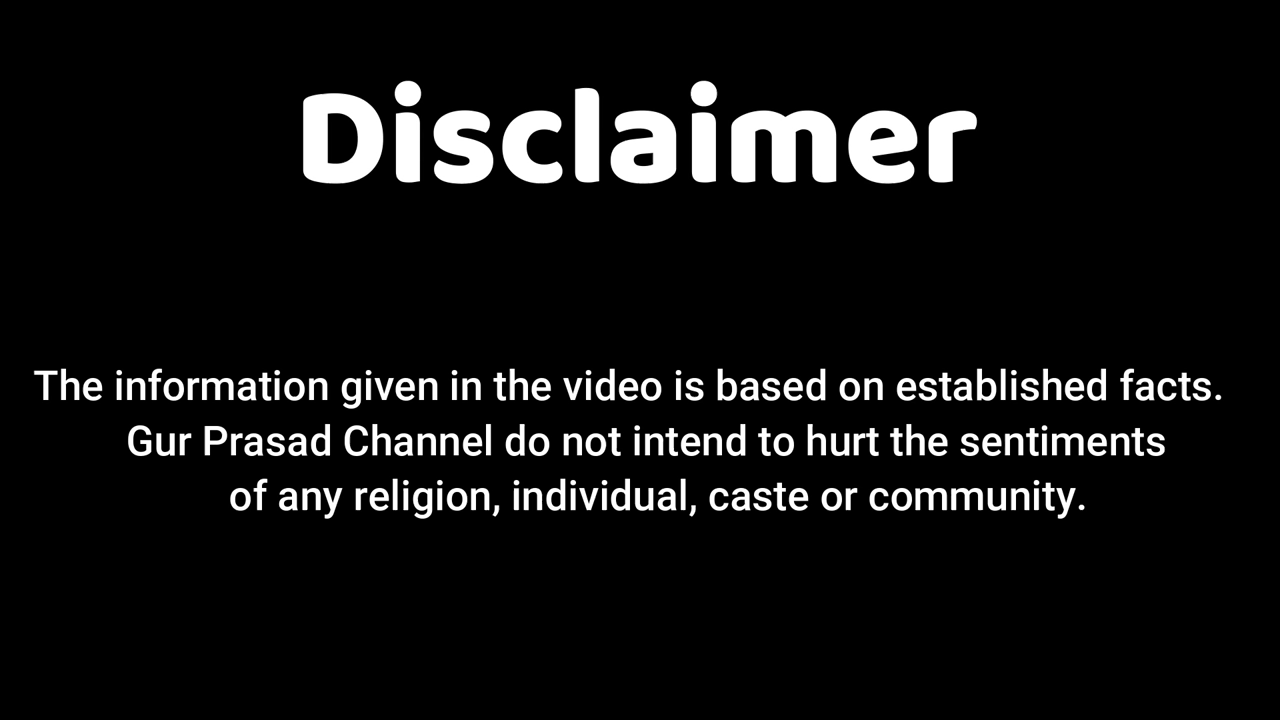 Disclaimer
The information given in the video is based on established facts.
Gur Prasad Channel do not intend to hurt the sentiments
of any religion, individual, caste or community.